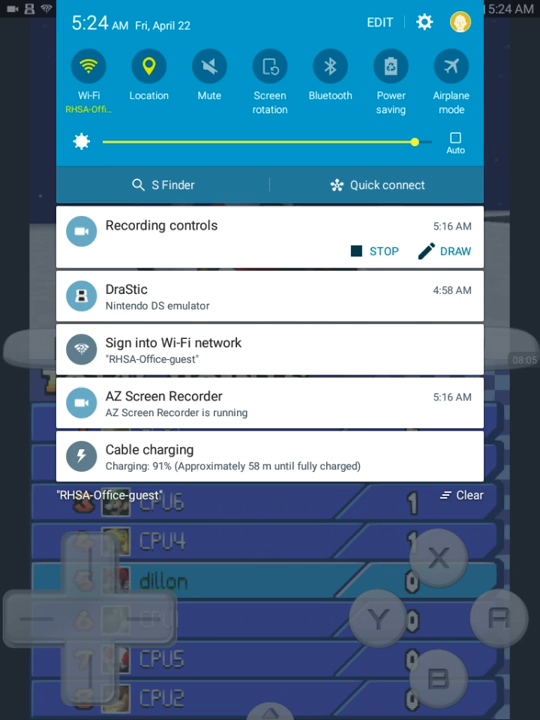 15:24 AM
5:24 AM Fri, April 22
EDIT
Wi-Fi
RHSA-Offi...
Location
Mute
Screen
rotation
Bluetooth
Power
saving
Airplane
mode
Auto
S Finder
Quick connect
Recording controls
5:16 AM
STOP
DRAW
DraStic
4:58 AM
Nintendo DS emulator
Sign into Wi-Fi network
"RHSA-Office-guest"
08:05
AZ Screen Recorder
5:16 AM
AZ Screen Recorder is running
Cable charging
Charging: 91% (Approximately 58 m until fully charged)
"RHSA-Office-guest"
Clear
CPU6 1
CPU4
X
dillon 0
Y
A
CPU5 0
B
CPU2 0